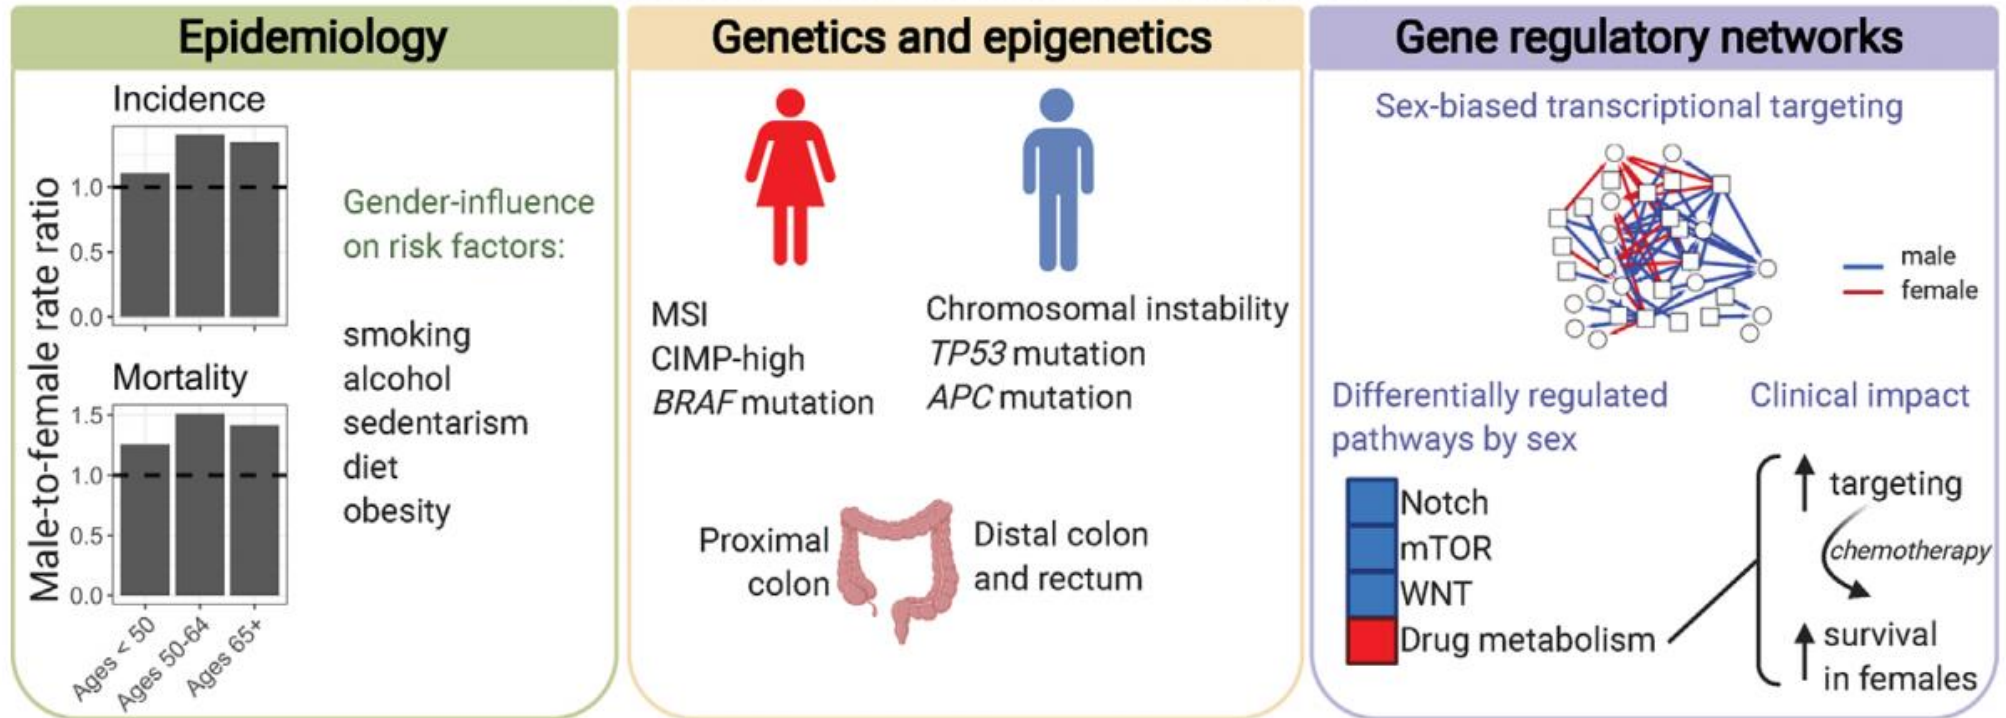 Epidemiology
Incidence
Male-to-female rate ratio
1.0
0.5
0.0
Mortality
1.5
1.0
0.5
0.0
Ages < 50
Ages 50-64
Ages 65+
Gender-influence
on risk factors:
smoking
alcohol
sedentarism
diet
obesity
Genetics and epigenetics
MSI
CIMP-high
BRAF mutation
Chromosomal instability
TP53 mutation
APC mutation
Proximal
colon
Distal colon
and rectum
Gene regulatory networks
Sex-biased transcriptional targeting
male
female
Differentially regulated
pathways by sex
Notch
mTOR
WNT
Drug metabolism
Clinical impact
targeting
chemotherapy
survival
in females